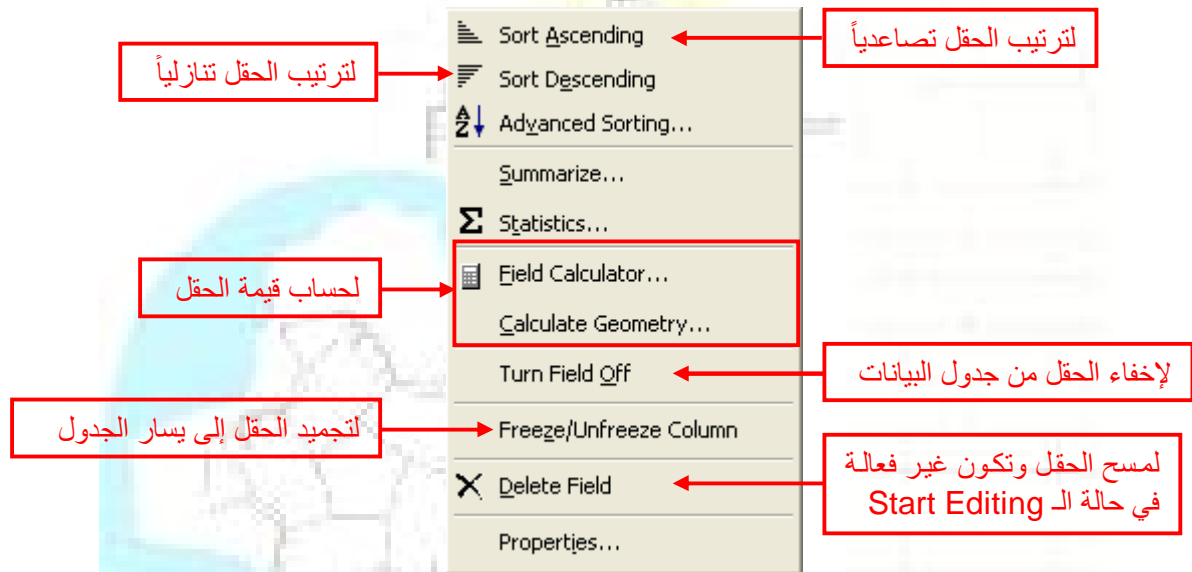 Sort Ascending
لترتيب الحقل تصاعدياً
Sort Descending
لترتيب الحقل تنازلياً
Advanced Sorting...
Summarize...
Σ Statistics...
Field Calculator...
لحساب قيمة الحقل
Calculate Geometry...
Turn Field Off
لإخفاء الحقل من جدول البيانات
Freeze/Unfreeze Column
لتجميد الحقل إلى يسار الجدول
Delete Field
لمسح الحقل وتكون غير فعالة
في حالة الـ Start Editing
Properties...